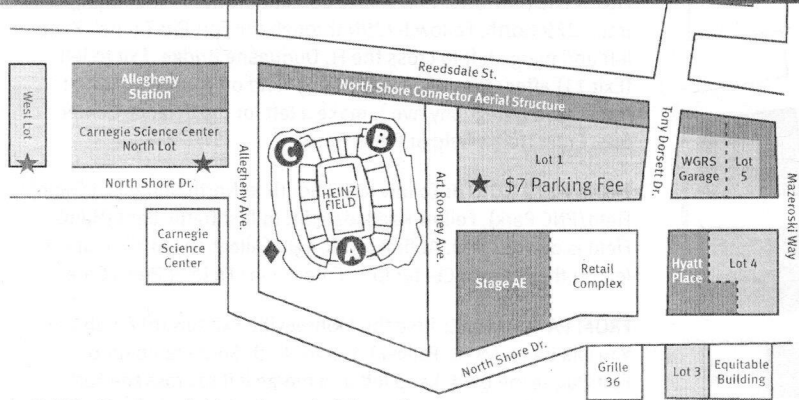 Reedsdale St.
North Shore Connector Aerial Structure
West Lot
Allegheny
Station
Carnegie Science Center
North Lot
North Shore Dr.
Carnegie
Science
Center
Allegheny Ave.
C
B
HEINZ
FIELD
A
Art Rooney Ave.
Lot 1
$7 Parking Fee
Tony Dorsett Dr.
WGRS
Garage
Lot
5
Mazeroski Way
Stage AE
Retail
Complex
Hyatt
Place
Lot 4
North Shore Dr.
Grille
36
Lot 3
Equitable
Building